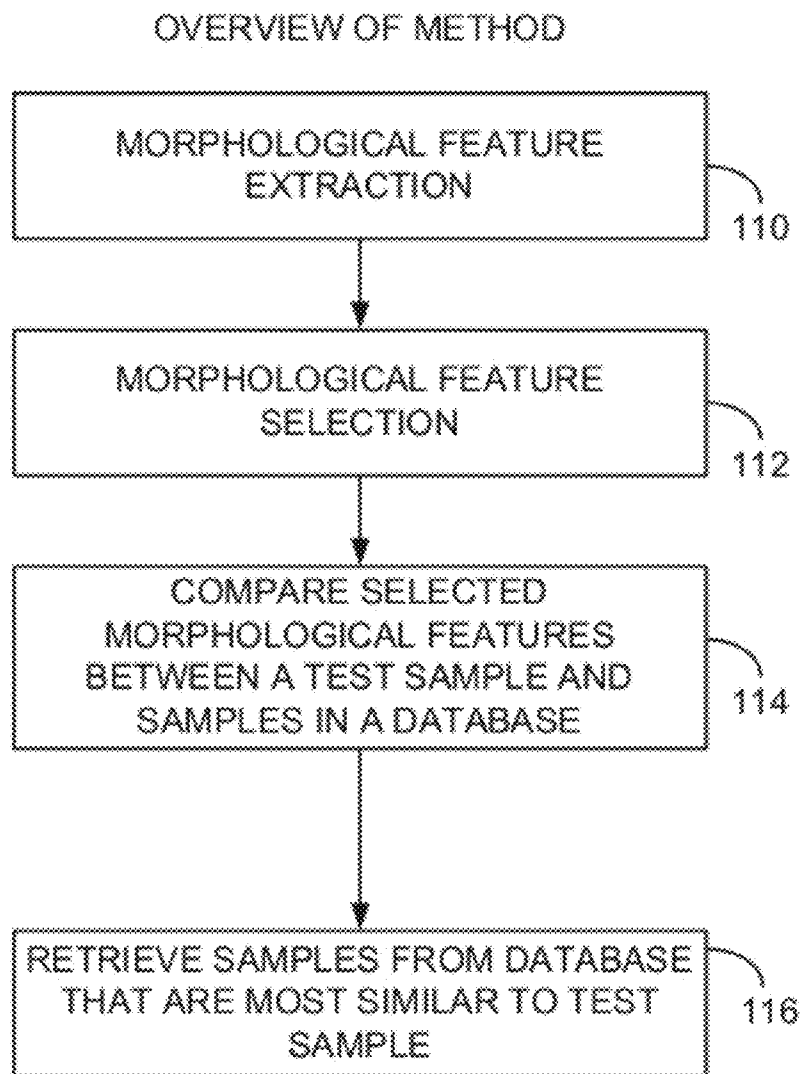 OVERVIEW OF METHOD
MORPHOLOGICAL FEATURE
EXTRACTION
110
MORPHOLOGICAL FEATURE
SELECTION
112
COMPARE SELECTED
MORPHOLOGICAL FEATURES
BETWEEN A TEST SAMPLE AND
SAMPLES IN A DATABASE
114
RETRIEVE SAMPLES FROM DATABASE
THAT ARE MOST SIMILAR TO TEST
SAMPLE
116